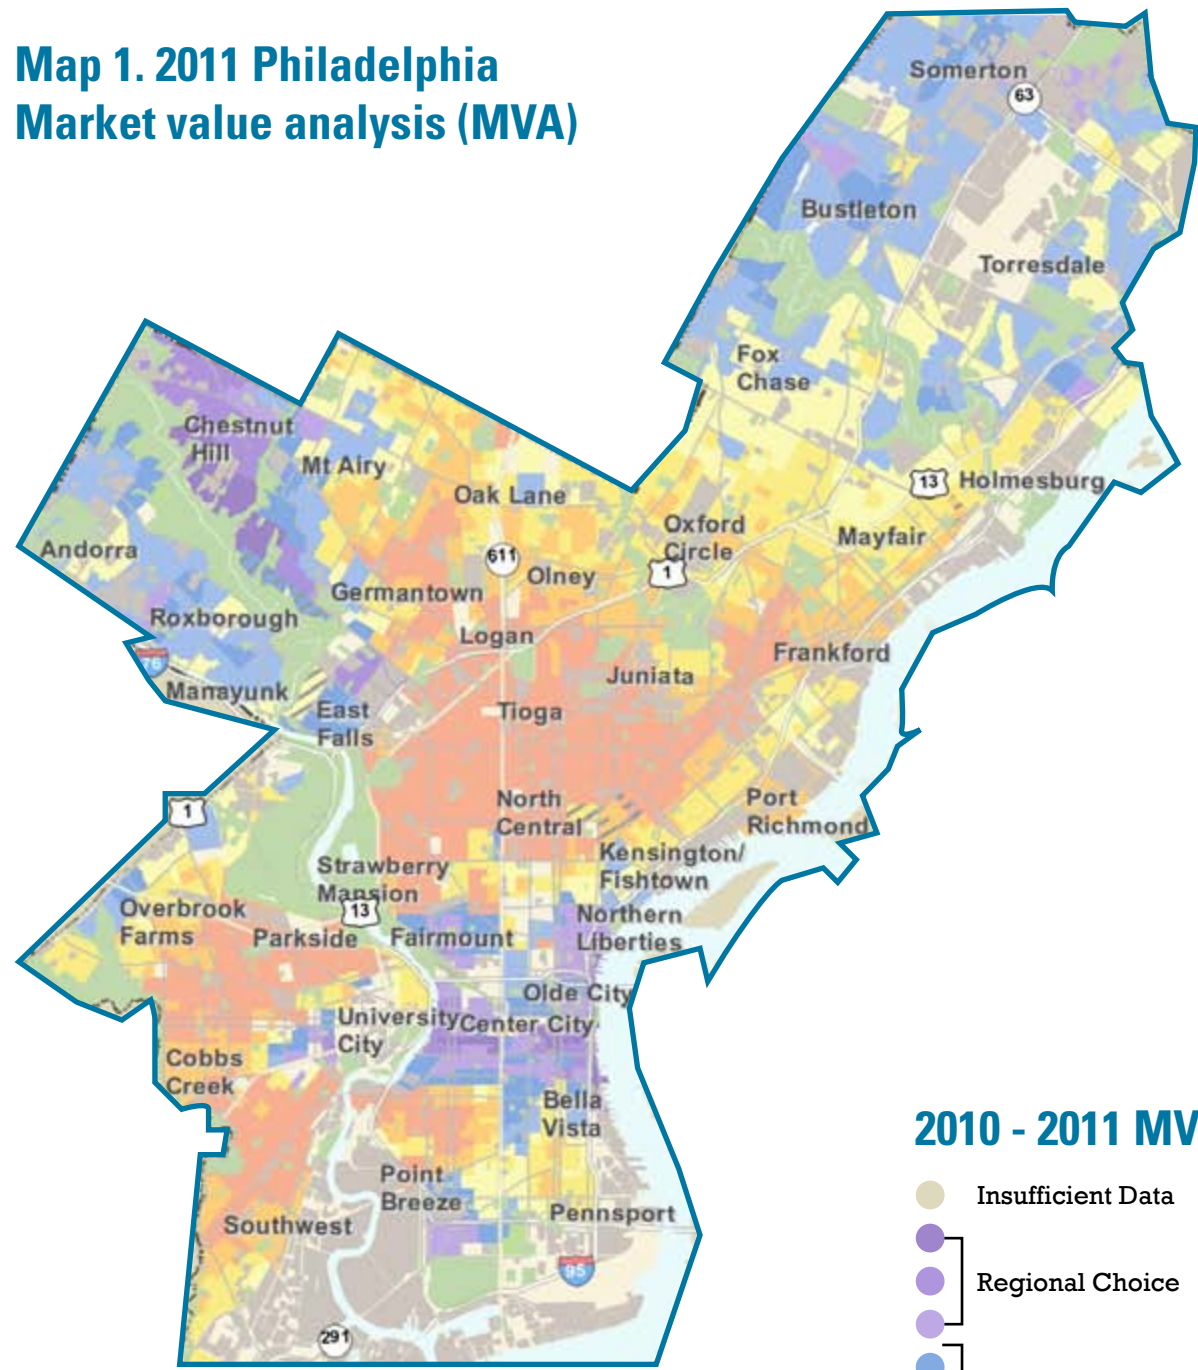 Map 1. 2011 Philadelphia
Market value analysis (MVA)
Somerton
63
Bustleton
Torresdale
Fox
Chase
Chestnut
Hill
Mt Airy
Oak Lane
13
Holmesburg
Oxford
Circle
Mayfair
Andorra
611
Olney
1
Germantown
Roxborough
Logan
Frankford
76
Juniata
Manayunk
East
Falls
Tioga
1
North
Central
Port
Richmond
Kensington/
Fishtown
Strawberry
Mansion
13
Overbrook
Farms
Parkside
Fairmount
Northern
Liberties
Olde City
University
City
Center City
Cobbs
Creek
Bella
Vista
Point
Breeze
Southwest
Pennsport
95
291
2010 - 2011 MV
Insufficient Data
Regional Choice